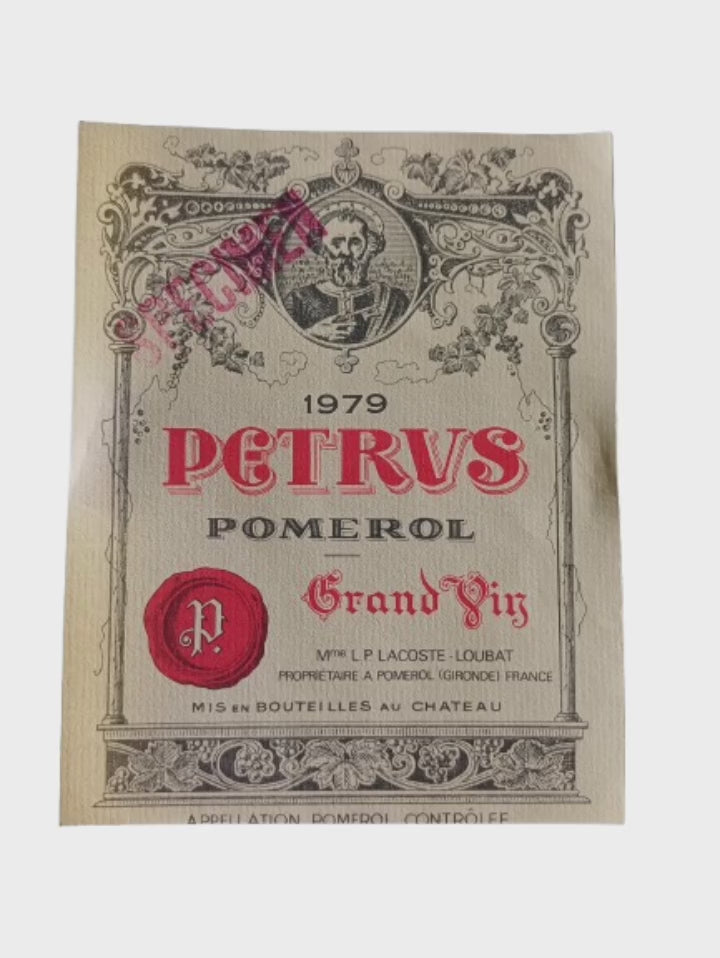 SPECIMEN
1979
PETRVS
POMEROL
Grand Vin
P.
Mme L.P. LACOSTE-LOUBAT
PROPRIÉTAIRE A POMEROL (GIRONDE) FRANCE
MIS EN BOUTEILLES AU CHATEAU
APPELLATION POMEROL CONTRÔLÉE